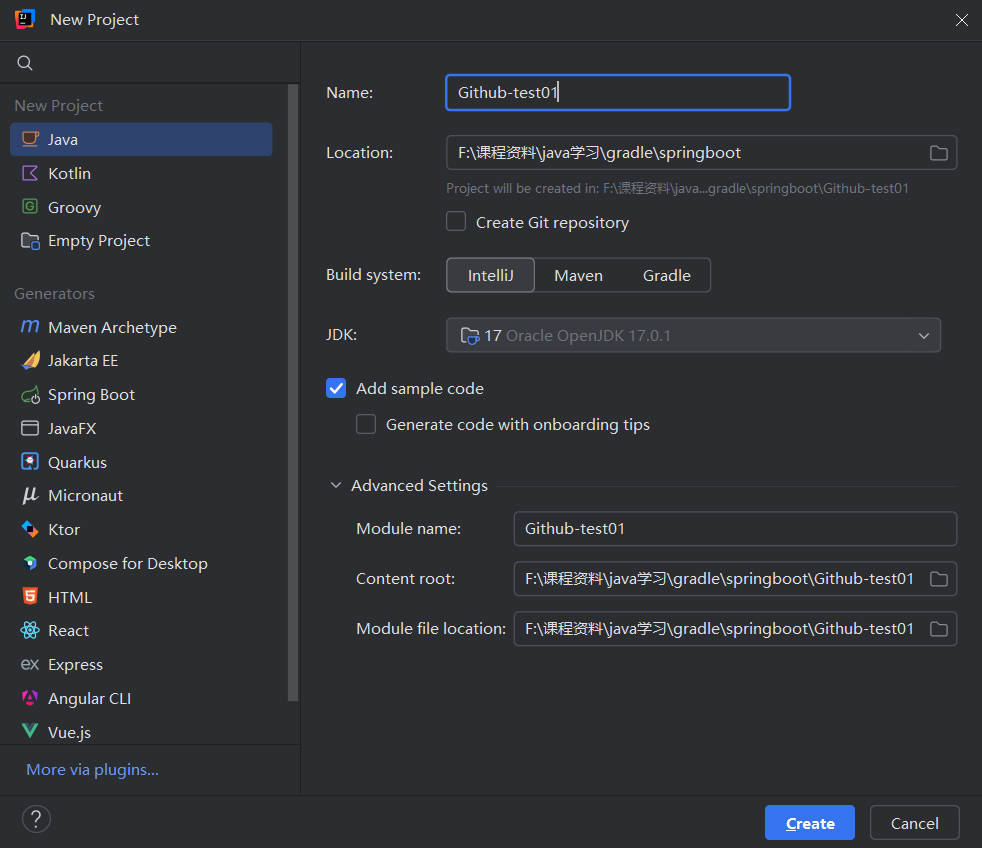 New Project
New Project
Java
Kotlin
Groovy
Empty Project
Generators
Maven Archetype
Jakarta EE
Spring Boot
JavaFX
Quarkus
Micronaut
Ktor
Compose for Desktop
HTML
React
Express
Angular CLI
Vue.js
More via plugins...
Name: Github-test01
Location: F:\课程资料\java学习\gradle\springboot
Project will be created in: F:\课程资料\java...gradle\springboot\Github-test01
Create Git repository
Build system: IntelliJ Maven Gradle
JDK: 17 Oracle OpenJDK 17.0.1
Add sample code
Generate code with onboarding tips
Advanced Settings
Module name: Github-test01
Content root: F:\课程资料\java学习\gradle\springboot\Github-test01
Module file location: F:\课程资料\java学习\gradle\springboot\Github-test01
?
Create
Cancel